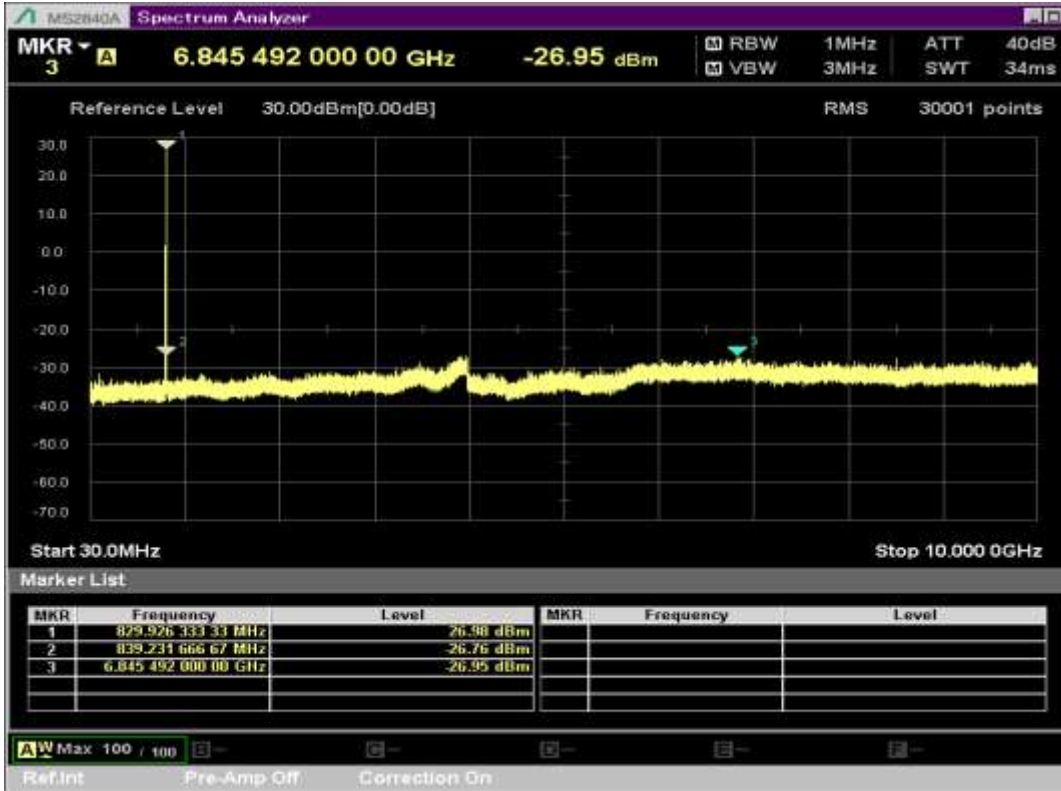 MS2840A Spectrum Analyzer
MKR 3 A 6.845 492 000 00 GHz -26.95 dBm M RBW 1MHz ATT 40dB
M VBW 3MHz SWT 34ms
Reference Level 30.00dBm[0.00dB] RMS 30001 points
30.0
20.0
10.0
0.0
-10.0
-20.0
-30.0
-40.0
-50.0
-60.0
-70.0
1
2
3
Start 30.0MHz Stop 10.000 0GHz
Marker List
MKR Frequency Level MKR Frequency Level
1 829.926 333 33 MHz 26.98 dBm
2 839.231 666 67 MHz -26.76 dBm
3 6.845 492 000 00 GHz -26.95 dBm
A W Max 100 / 100
Ref.Int Pre-Amp Off Correction On